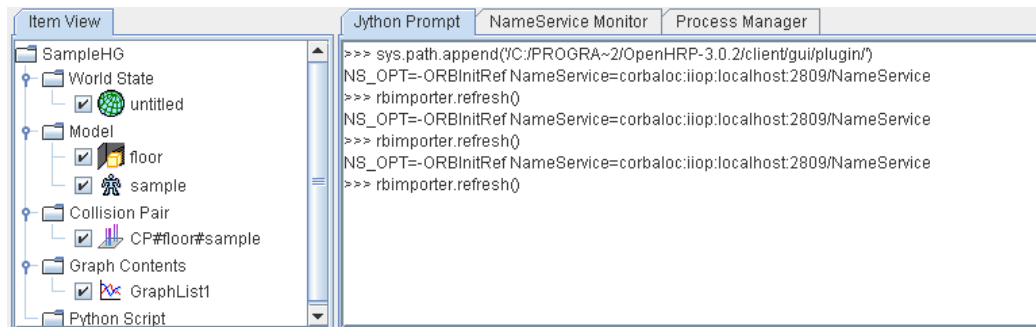 Item View
SampleHG
World State
untitled
Model
floor
sample
Collision Pair
CP#floor#sample
Graph Contents
GraphList1
Python Script
Jython Prompt
NameService Monitor
Process Manager
>>> sys.path.append('/C:/PROGRA~2/OpenHRP-3.0.2/client/gui/plugin/')
NS_OPT=-ORBInitRef NameService=corbaloc:iiop:localhost:2809/NameService
>>> rbimporter.refresh()
NS_OPT=-ORBInitRef NameService=corbaloc:iiop:localhost:2809/NameService
>>> rbimporter.refresh()
NS_OPT=-ORBInitRef NameService=corbaloc:iiop:localhost:2809/NameService
>>> rbimporter.refresh()